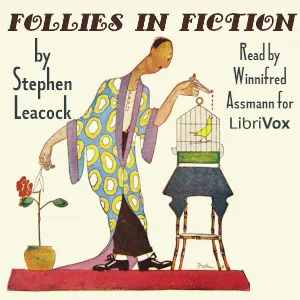 FOLLIES IN FICTION
by
Stephen
Leacock
Read by
Winnifred
Assmann for
LibriVox